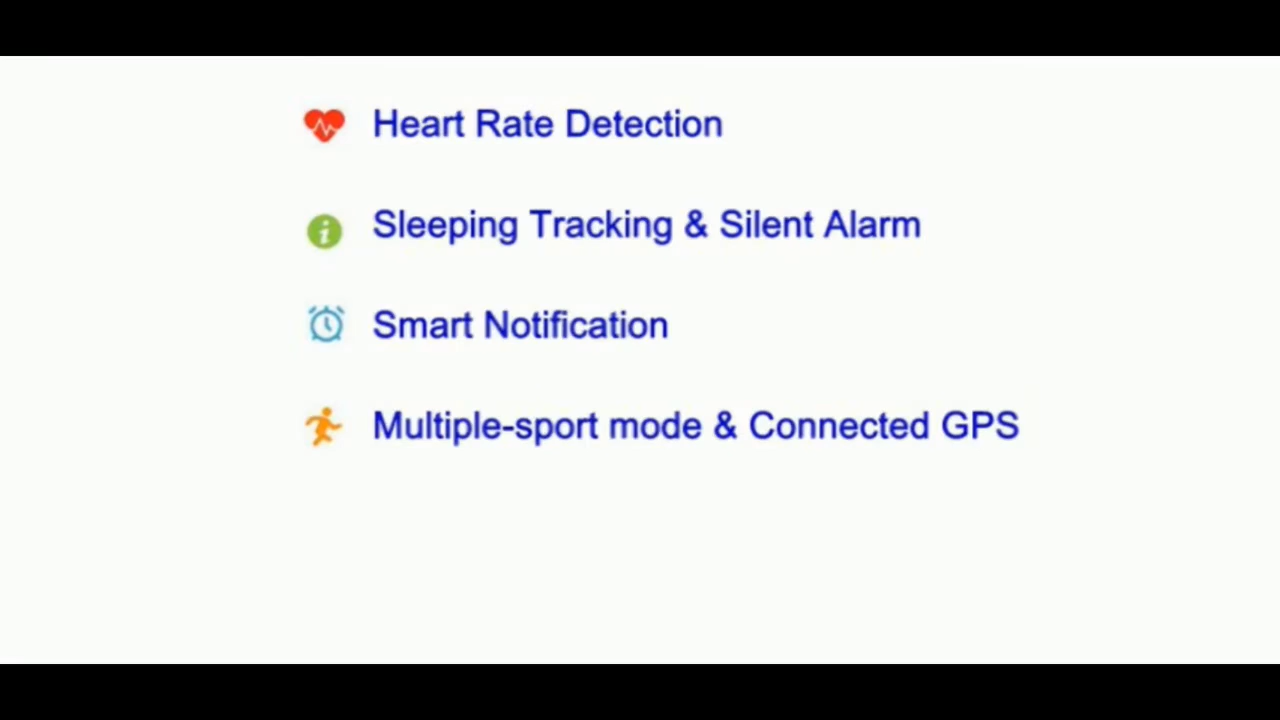 Heart Rate Detection
Sleeping Tracking & Silent Alarm
Smart Notification
Multiple-sport mode & Connected GPS